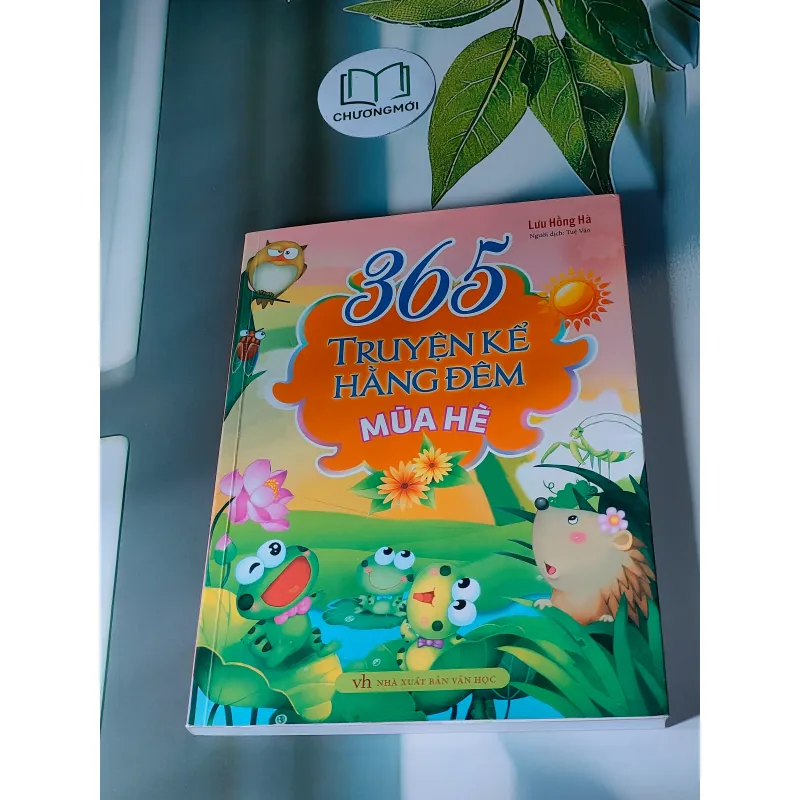 CHƯƠNGMỚI
Lưu Hồng Hà
Người dịch: Tuệ Văn
365
TRUYỆN KỂ
HẰNG ĐÊM
MÙA HÈ
vh NHÀ XUẤT BẢN VĂN HỌC